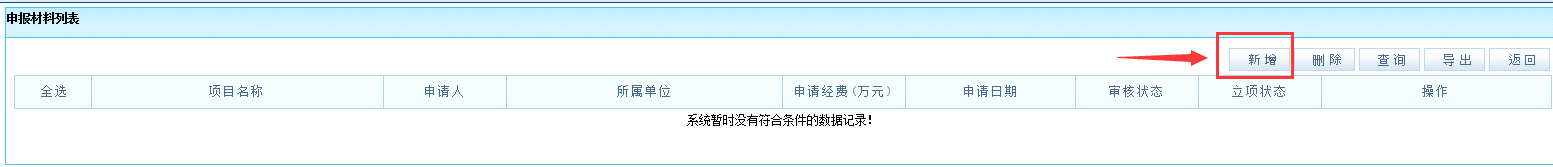 申报材料列表
新增 删除 查询 导出 返回
全选 项目名称 申请人 所属单位 申请经费(万元) 申请日期 审核状态 立项状态 操作
系统暂时没有符合条件的数据记录!